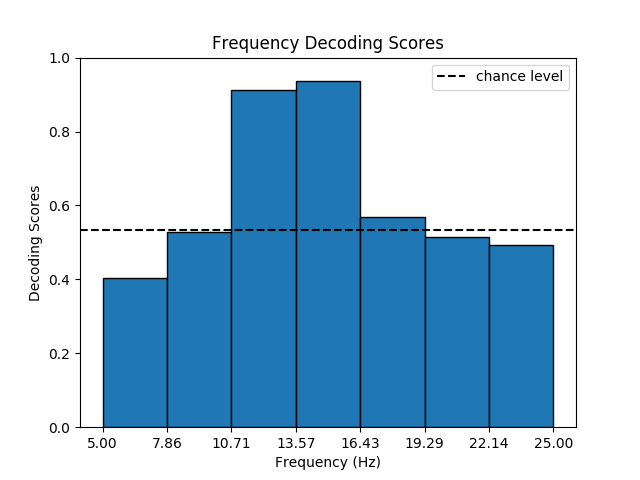 Frequency Decoding Scores
chance level
1.0
0.8
0.6
0.4
0.2
0.0
Decoding Scores
5.00 7.86 10.71 13.57 16.43 19.29 22.14 25.00
Frequency (Hz)